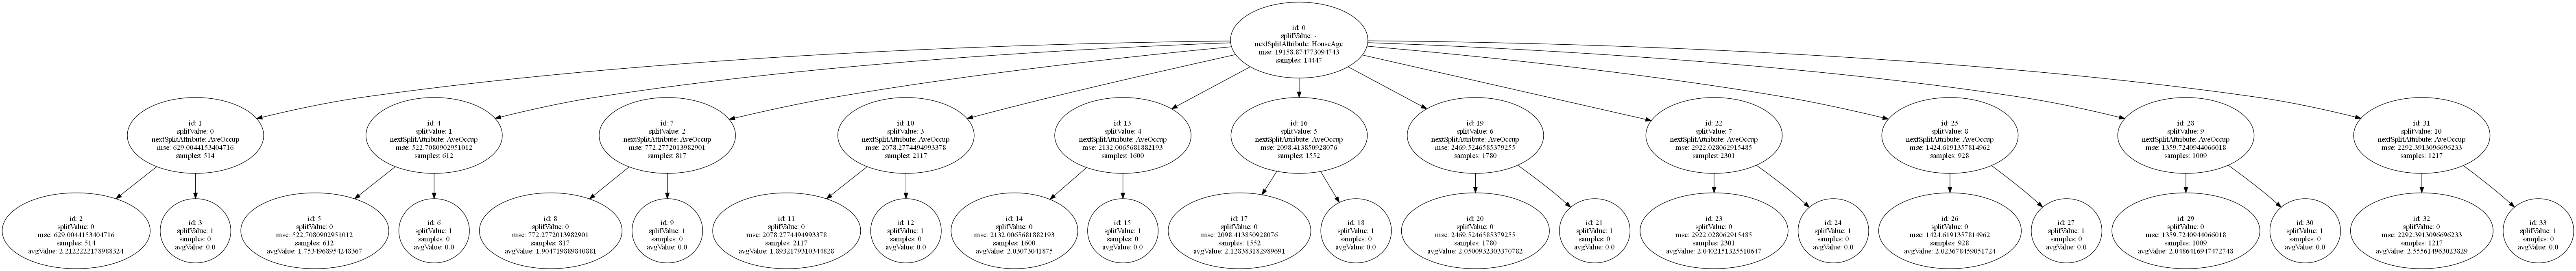 id: 0
splitValue: -
nextSplitAttribute: HouseAge
mse: 19158.874773094743
samples: 14447
id: 1
splitValue: 0
nextSplitAttribute: AveOccup
mse: 629.0044153404716
samples: 514
id: 4
splitValue: 1
nextSplitAttribute: AveOccup
mse: 522.7080902951012
samples: 612
id: 7
splitValue: 2
nextSplitAttribute: AveOccup
mse: 772.2772013982901
samples: 817
id: 10
splitValue: 3
nextSplitAttribute: AveOccup
mse: 2078.2774494993378
samples: 2117
id: 13
splitValue: 4
nextSplitAttribute: AveOccup
mse: 2132.0065681882193
samples: 1600
id: 16
splitValue: 5
nextSplitAttribute: AveOccup
mse: 2098.413850928076
samples: 1552
id: 19
splitValue: 6
nextSplitAttribute: AveOccup
mse: 2469.5246585379255
samples: 1780
id: 22
splitValue: 7
nextSplitAttribute: AveOccup
mse: 2922.028062915485
samples: 2301
id: 25
splitValue: 8
nextSplitAttribute: AveOccup
mse: 1424.6191357814962
samples: 928
id: 28
splitValue: 9
nextSplitAttribute: AveOccup
mse: 1359.7240944066018
samples: 1009
id: 31
splitValue: 10
nextSplitAttribute: AveOccup
mse: 2292.3913096696233
samples: 1217
id: 2
splitValue: 0
mse: 629.0044153404716
samples: 514
avgValue: 2.2122222178988324
id: 3
splitValue: 1
samples: 0
avgValue: 0.0
id: 5
splitValue: 0
mse: 522.7080902951012
samples: 612
avgValue: 1.7534968954248367
id: 6
splitValue: 1
samples: 0
avgValue: 0.0
id: 8
splitValue: 0
mse: 772.2772013982901
samples: 817
avgValue: 1.904719889840881
id: 9
splitValue: 1
samples: 0
avgValue: 0.0
id: 11
splitValue: 0
mse: 2078.2774494993378
samples: 2117
avgValue: 1.8932179310344828
id: 12
splitValue: 1
samples: 0
avgValue: 0.0
id: 14
splitValue: 0
mse: 2132.0065681882193
samples: 1600
avgValue: 2.03073041875
id: 15
splitValue: 1
samples: 0
avgValue: 0.0
id: 17
splitValue: 0
mse: 2098.413850928076
samples: 1552
avgValue: 2.128383182989691
id: 18
splitValue: 1
samples: 0
avgValue: 0.0
id: 20
splitValue: 0
mse: 2469.5246585379255
samples: 1780
avgValue: 2.0500932303370782
id: 21
splitValue: 1
samples: 0
avgValue: 0.0
id: 23
splitValue: 0
mse: 2922.028062915485
samples: 2301
avgValue: 2.0402151325510647
id: 24
splitValue: 1
samples: 0
avgValue: 0.0
id: 26
splitValue: 0
mse: 1424.6191357814962
samples: 928
avgValue: 2.023678459051724
id: 27
splitValue: 1
samples: 0
avgValue: 0.0
id: 29
splitValue: 0
mse: 1359.7240944066018
samples: 1009
avgValue: 2.0486416947472748
id: 30
splitValue: 1
samples: 0
avgValue: 0.0
id: 32
splitValue: 0
mse: 2292.3913096696233
samples: 1217
avgValue: 2.555614963023829
id: 33
splitValue: 1
samples: 0
avgValue: 0.0